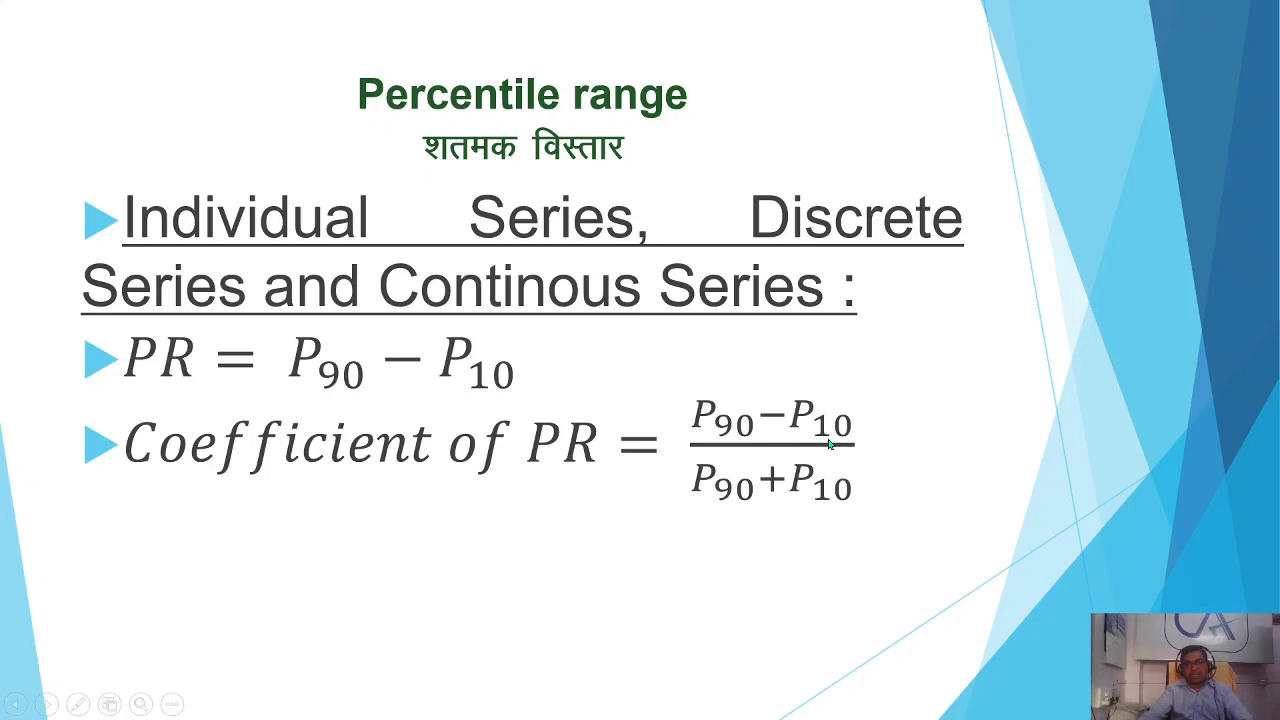 Percentile range
शतमक विस्तार
Individual Series, Discrete
Series and Continous Series :
PR = P₉₀ − P₁₀
Coefficient of PR = (P₉₀−P₁₀)/(P₉₀+P₁₀)
CA